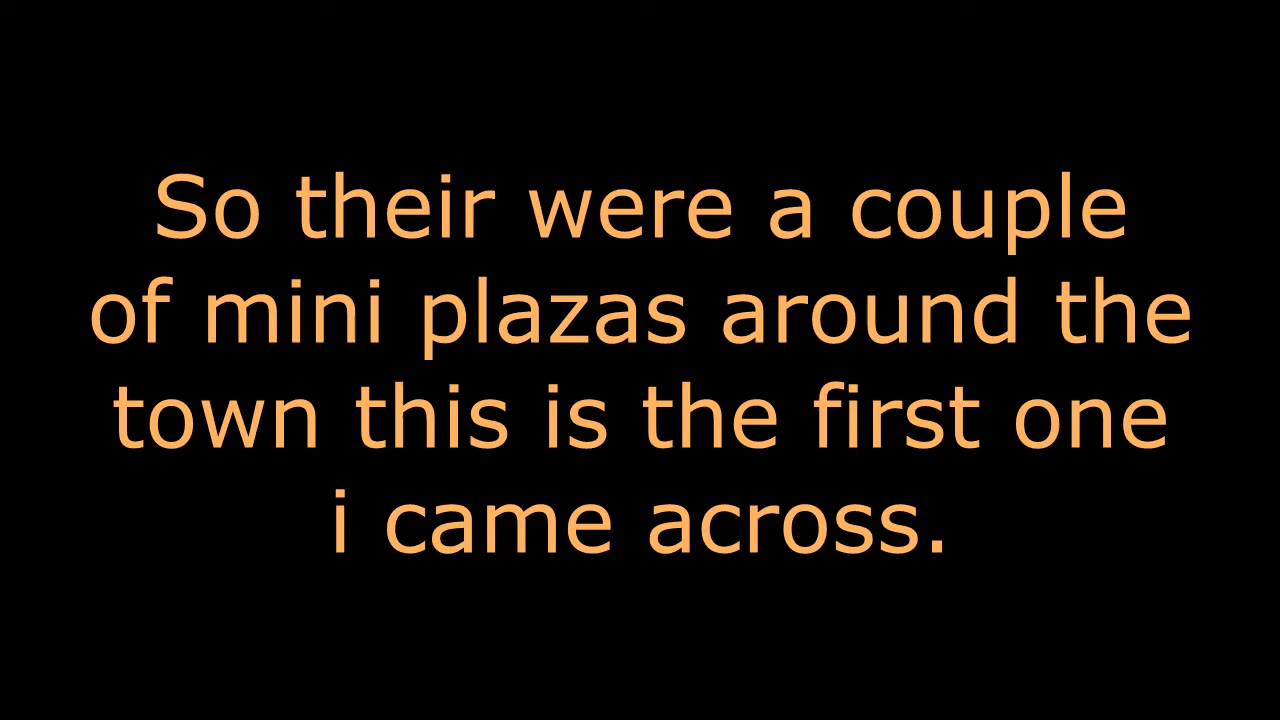 So their were a couple
of mini plazas around the
town this is the first one
i came across.